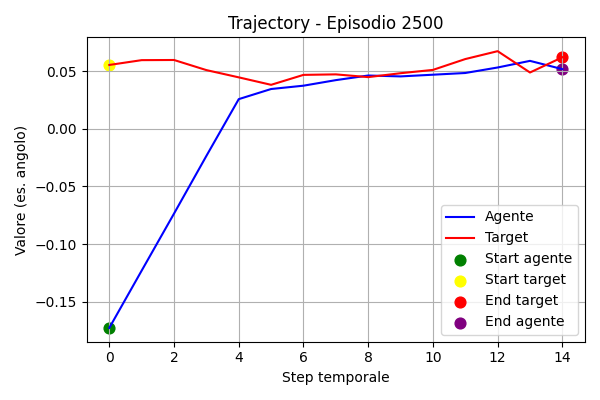 Trajectory - Episodio 2500
Valore (es. angolo)
0.05
0.00
−0.05
−0.10
−0.15
Agente
Target
Start agente
Start target
End target
End agente
0 2 4 6 8 10 12 14
Step temporale